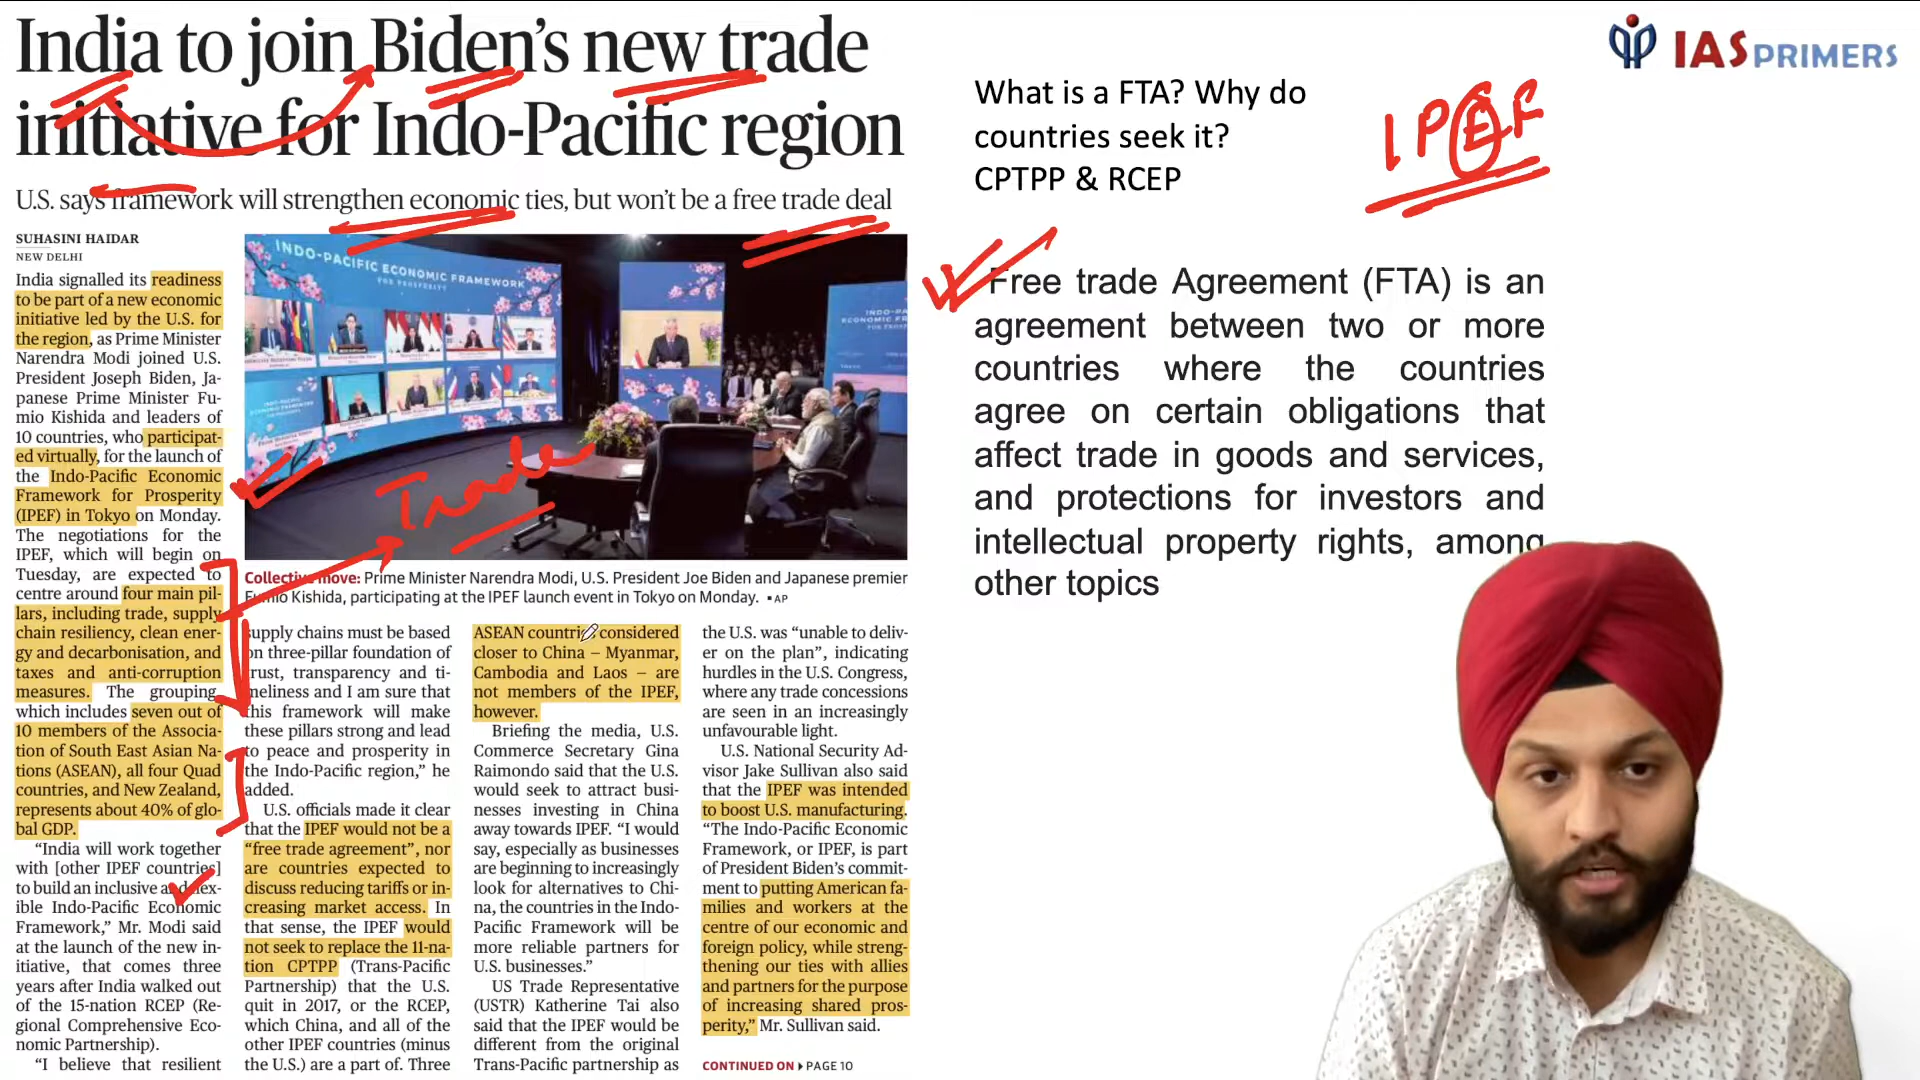 India to join Biden's new trade
initiative for Indo-Pacific region
U.S. says framework will strengthen economic ties, but won't be a free trade deal
SUHASINI HAIDAR
NEW DELHI
India signalled its readiness
to be part of a new economic
initiative led by the U.S. for
the region, as Prime Minister
Narendra Modi joined U.S.
President Joseph Biden, Ja-
panese Prime Minister Fu-
mio Kishida and leaders of
10 countries, who participat-
ed virtually, for the launch of
the Indo-Pacific Economic
Framework for Prosperity
(IPEF) in Tokyo on Monday.
The negotiations for the
IPEF, which will begin on
Tuesday, are expected to
centre around four main pil-
lars, including trade, supply
chain resiliency, clean ener-
gy and decarbonisation, and
taxes and anti-corruption
measures. The grouping,
which includes seven out of
10 members of the Associa-
tion of South East Asian Na-
tions (ASEAN), all four Quad
countries, and New Zealand,
represents about 40% of glo-
bal GDP.
"India will work together
with [other IPEF countries]
to build an inclusive and flex-
ible Indo-Pacific Economic
Framework," Mr. Modi said
at the launch of the new in-
itiative, that comes three
years after India walked out
of the 15-nation RCEP (Re-
gional Comprehensive Eco-
nomic Partnership).
"I believe that resilient
INDO-PACIFIC ECONOMIC FRAMEWORK
FOR PROSPERITY
Trade
Collective move: Prime Minister Narendra Modi, U.S. President Joe Biden and Japanese premier
Fumio Kishida, participating at the IPEF launch event in Tokyo on Monday. ▪ AP
supply chains must be based
on three-pillar foundation of
trust, transparency and ti-
meliness and I am sure that
this framework will make
these pillars strong and lead
to peace and prosperity in
the Indo-Pacific region," he
added.
U.S. officials made it clear
that the IPEF would not be a
"free trade agreement", nor
are countries expected to
discuss reducing tariffs or in-
creasing market access. In
that sense, the IPEF would
not seek to replace the 11-na-
tion CPTPP (Trans-Pacific
Partnership) that the U.S.
quit in 2017, or the RCEP,
which China, and all of the
other IPEF countries (minus
the U.S.) are a part of. Three
ASEAN countries considered
closer to China – Myanmar,
Cambodia and Laos – are
not members of the IPEF,
however.
Briefing the media, U.S.
Commerce Secretary Gina
Raimondo said that the U.S.
would seek to attract busi-
nesses investing in China
away towards IPEF. "I would
say, especially as businesses
are beginning to increasingly
look for alternatives to Chi-
na, the countries in the Indo-
Pacific Framework will be
more reliable partners for
U.S. businesses."
US Trade Representative
(USTR) Katherine Tai also
said that the IPEF would be
different from the original
Trans-Pacific partnership as
the U.S. was "unable to deliv-
er on the plan", indicating
hurdles in the U.S. Congress,
where any trade concessions
are seen in an increasingly
unfavourable light.
U.S. National Security Ad-
visor Jake Sullivan also said
that the IPEF was intended
to boost U.S. manufacturing.
"The Indo-Pacific Economic
Framework, or IPEF, is part
of President Biden's commit-
ment to putting American fa-
milies and workers at the
centre of our economic and
foreign policy, while streng-
thening our ties with allies
and partners for the purpose
of increasing shared pros-
perity," Mr. Sullivan said.
CONTINUED ON ▸ PAGE 10
What is a FTA? Why do
countries seek it?
CPTPP & RCEP
IPEF
IAS PRIMERS
Free trade Agreement (FTA) is an
agreement between two or more
countries where the countries
agree on certain obligations that
affect trade in goods and services,
and protections for investors and
intellectual property rights, among
other topics